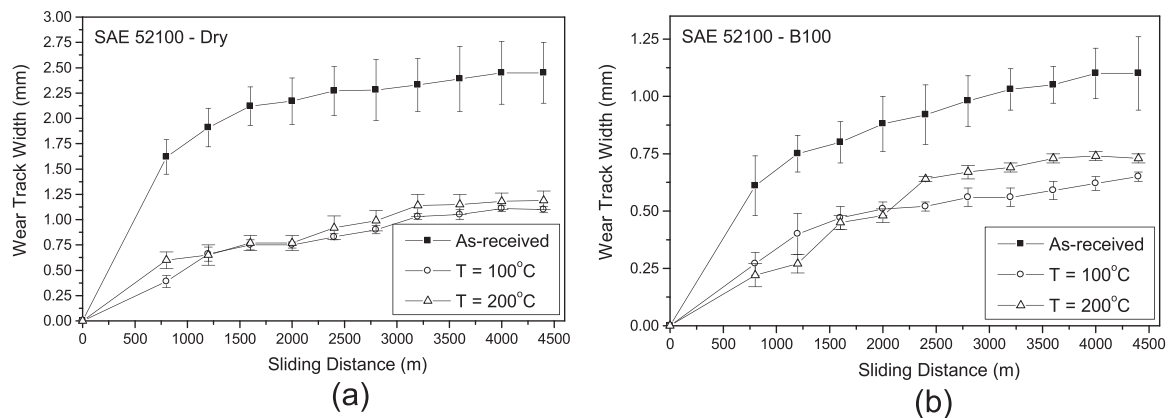 SAE 52100 - Dry
Wear Track Width (mm)
3.00
2.75
2.50
2.25
2.00
1.75
1.50
1.25
1.00
0.75
0.50
0.25
0.00
0 500 1000 1500 2000 2500 3000 3500 4000 4500
Sliding Distance (m)
As-received
T = 100°C
T = 200°C
(a)
SAE 52100 - B100
Wear Track Width (mm)
1.25
1.00
0.75
0.50
0.25
0.00
0 500 1000 1500 2000 2500 3000 3500 4000 4500
Sliding Distance (m)
As-received
T = 100°C
T = 200°C
(b)